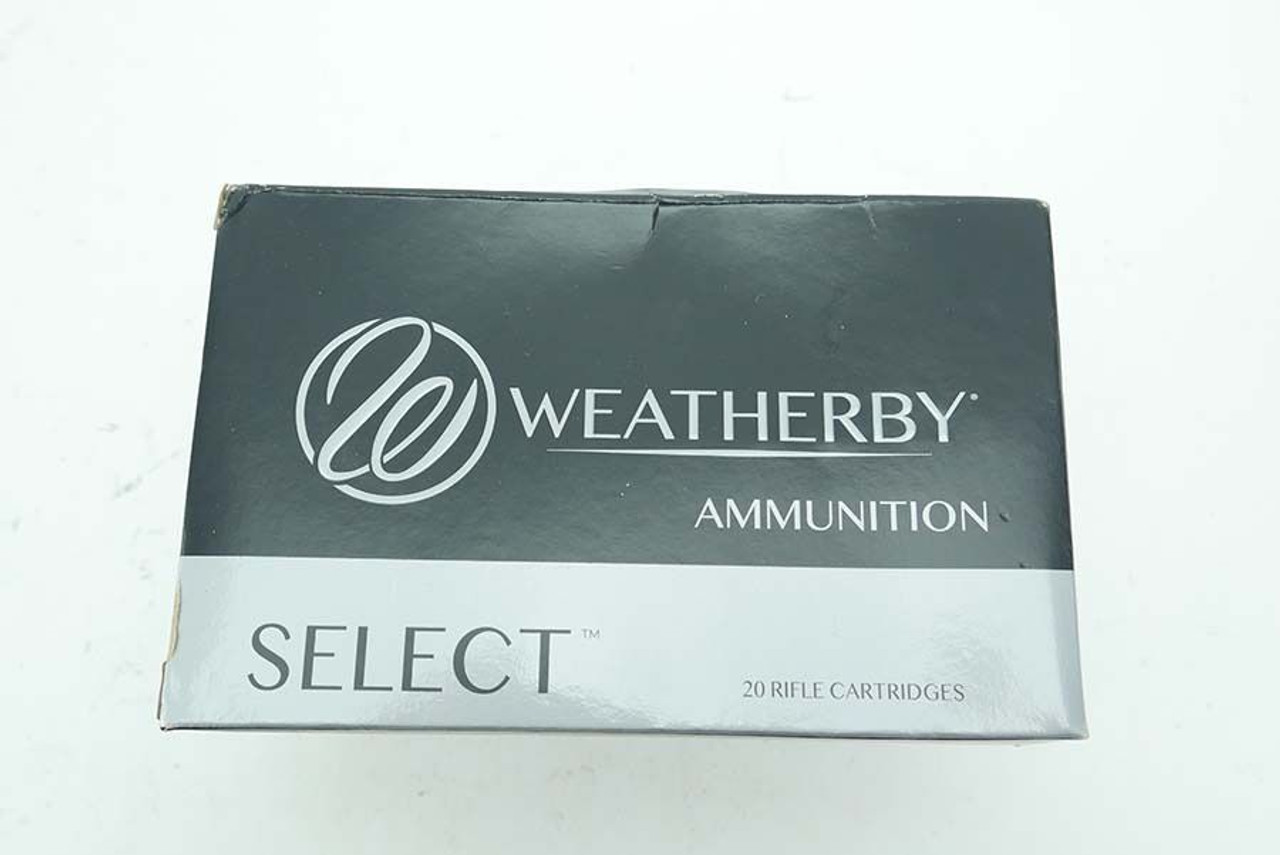 WEATHERBY®
AMMUNITION
SELECT™
20 RIFLE CARTRIDGES